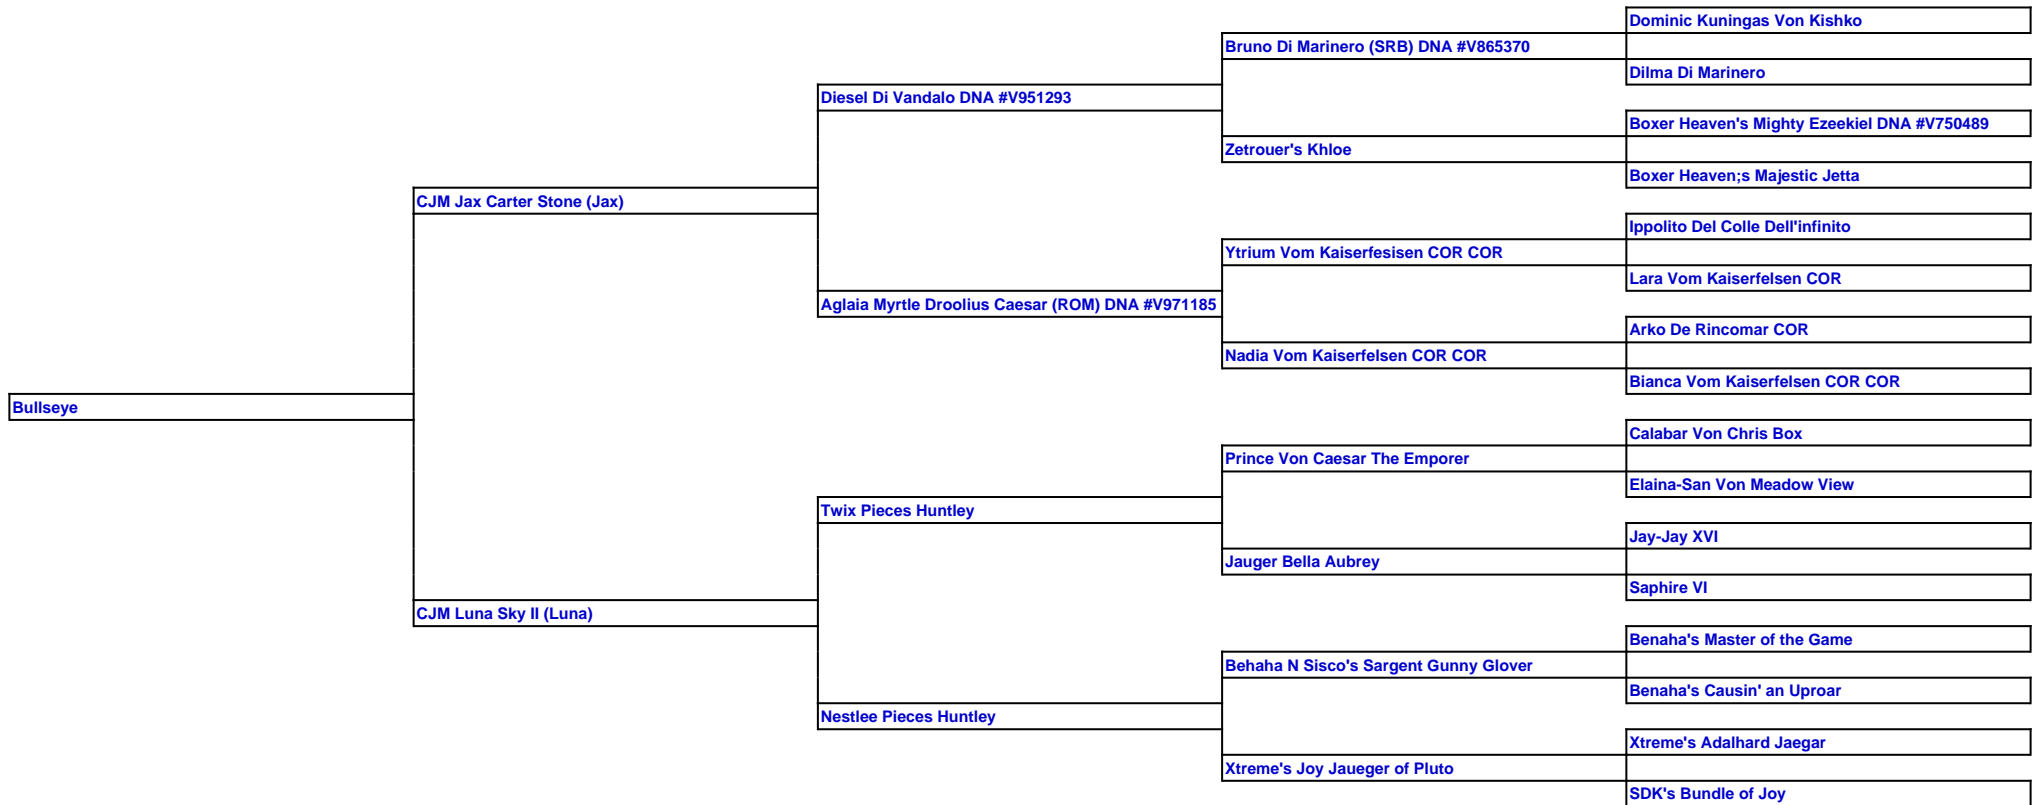 Dominic Kuningas Von Kishko
Bruno Di Marinero (SRB) DNA #V865370
Dilma Di Marinero
Diesel Di Vandalo DNA #V951293
Boxer Heaven's Mighty Ezeekiel DNA #V750489
Zetrouer's Khloe
Boxer Heaven;s Majestic Jetta
CJM Jax Carter Stone (Jax)
Ippolito Del Colle Dell'infinito
Ytrium Vom Kaiserfesisen COR COR
Lara Vom Kaiserfelsen COR
Aglaia Myrtle Droolius Caesar (ROM) DNA #V971185
Arko De Rincomar COR
Nadia Vom Kaiserfelsen COR COR
Bianca Vom Kaiserfelsen COR COR
Bullseye
Calabar Von Chris Box
Prince Von Caesar The Emporer
Elaina-San Von Meadow View
Twix Pieces Huntley
Jay-Jay XVI
Jauger Bella Aubrey
Saphire VI
CJM Luna Sky II (Luna)
Benaha's Master of the Game
Behaha N Sisco's Sargent Gunny Glover
Benaha's Causin' an Uproar
Nestlee Pieces Huntley
Xtreme's Adalhard Jaegar
Xtreme's Joy Jaueger of Pluto
SDK's Bundle of Joy